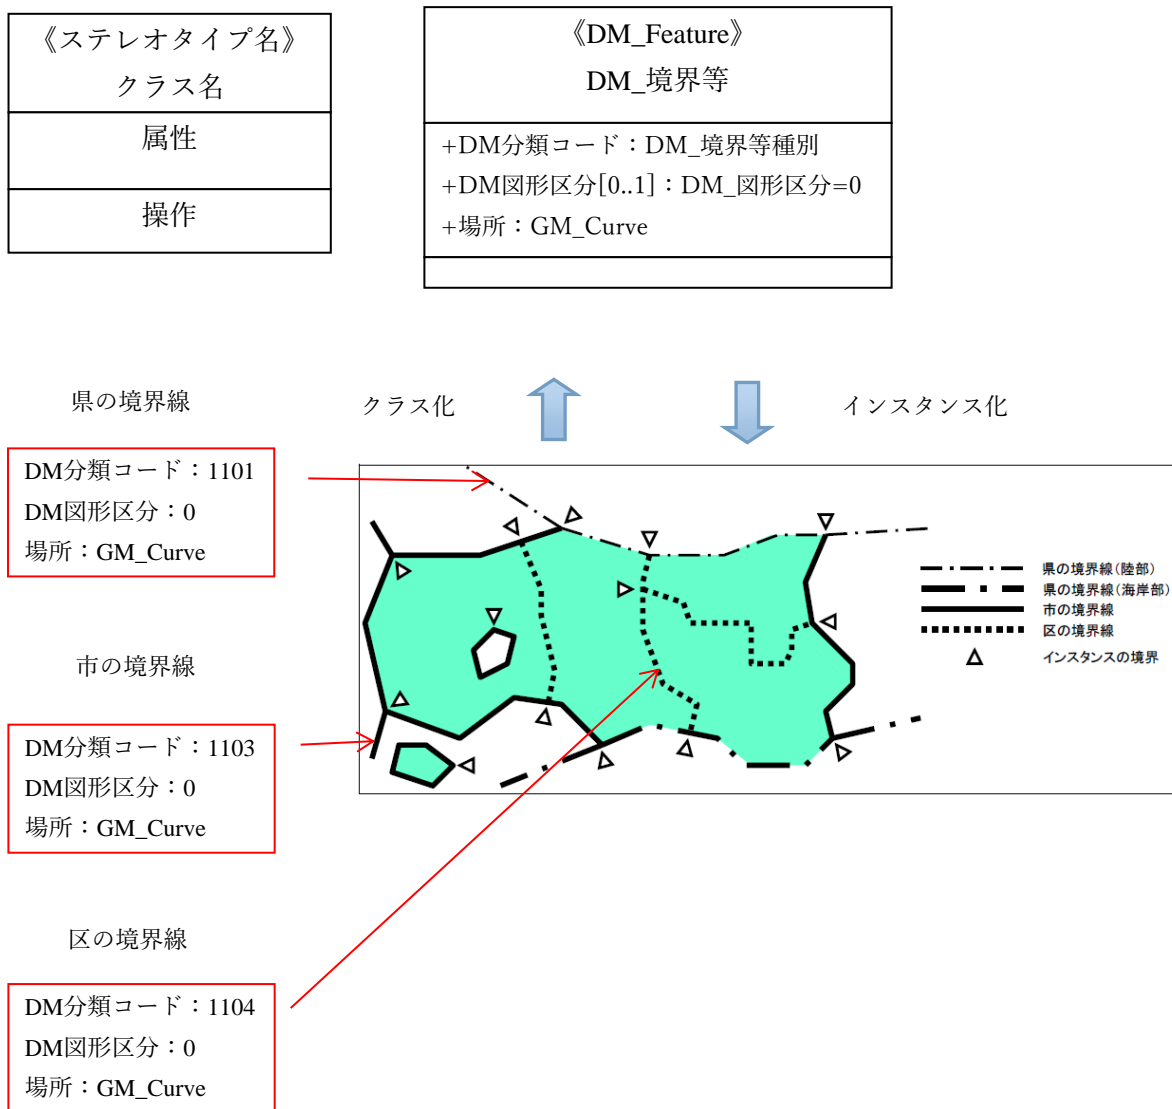 《ステレオタイプ名》
クラス名
属性
操作
《DM_Feature》
DM_境界等
+DM分類コード：DM_境界等種別
+DM図形区分[0..1]：DM_図形区分=0
+場所：GM_Curve
県の境界線
クラス化
インスタンス化
DM分類コード：1101
DM図形区分：0
場所：GM_Curve
県の境界線(陸部)
県の境界線(海岸部)
市の境界線
区の境界線
インスタンスの境界
市の境界線
DM分類コード：1103
DM図形区分：0
場所：GM_Curve
区の境界線
DM分類コード：1104
DM図形区分：0
場所：GM_Curve